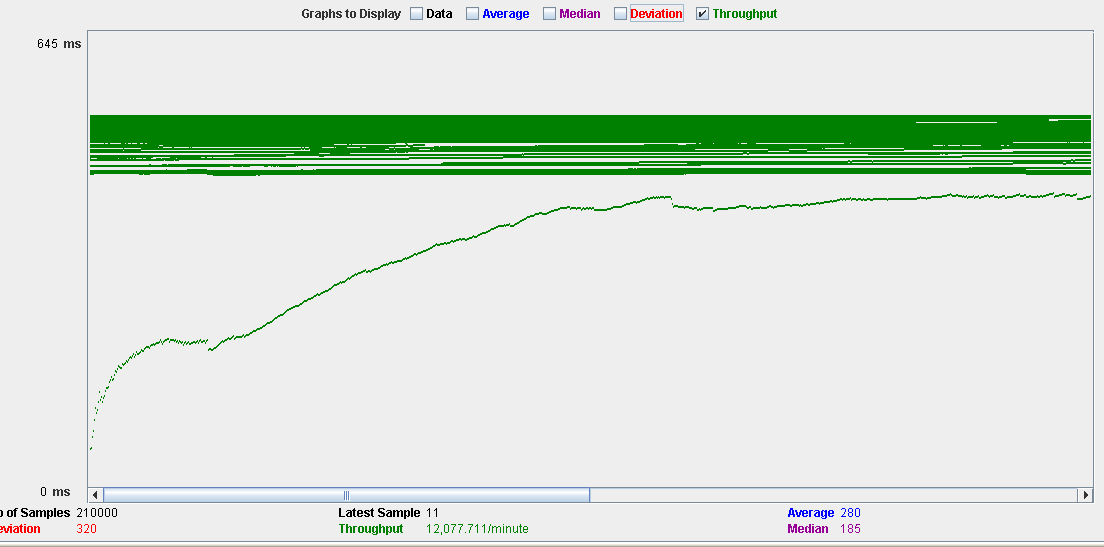 Graphs to Display Data Average Median Deviation Throughput
645 ms
0 ms
of Samples 210000 Latest Sample 11 Average 280
eviation 320 Throughput 12,077.711/minute Median 185